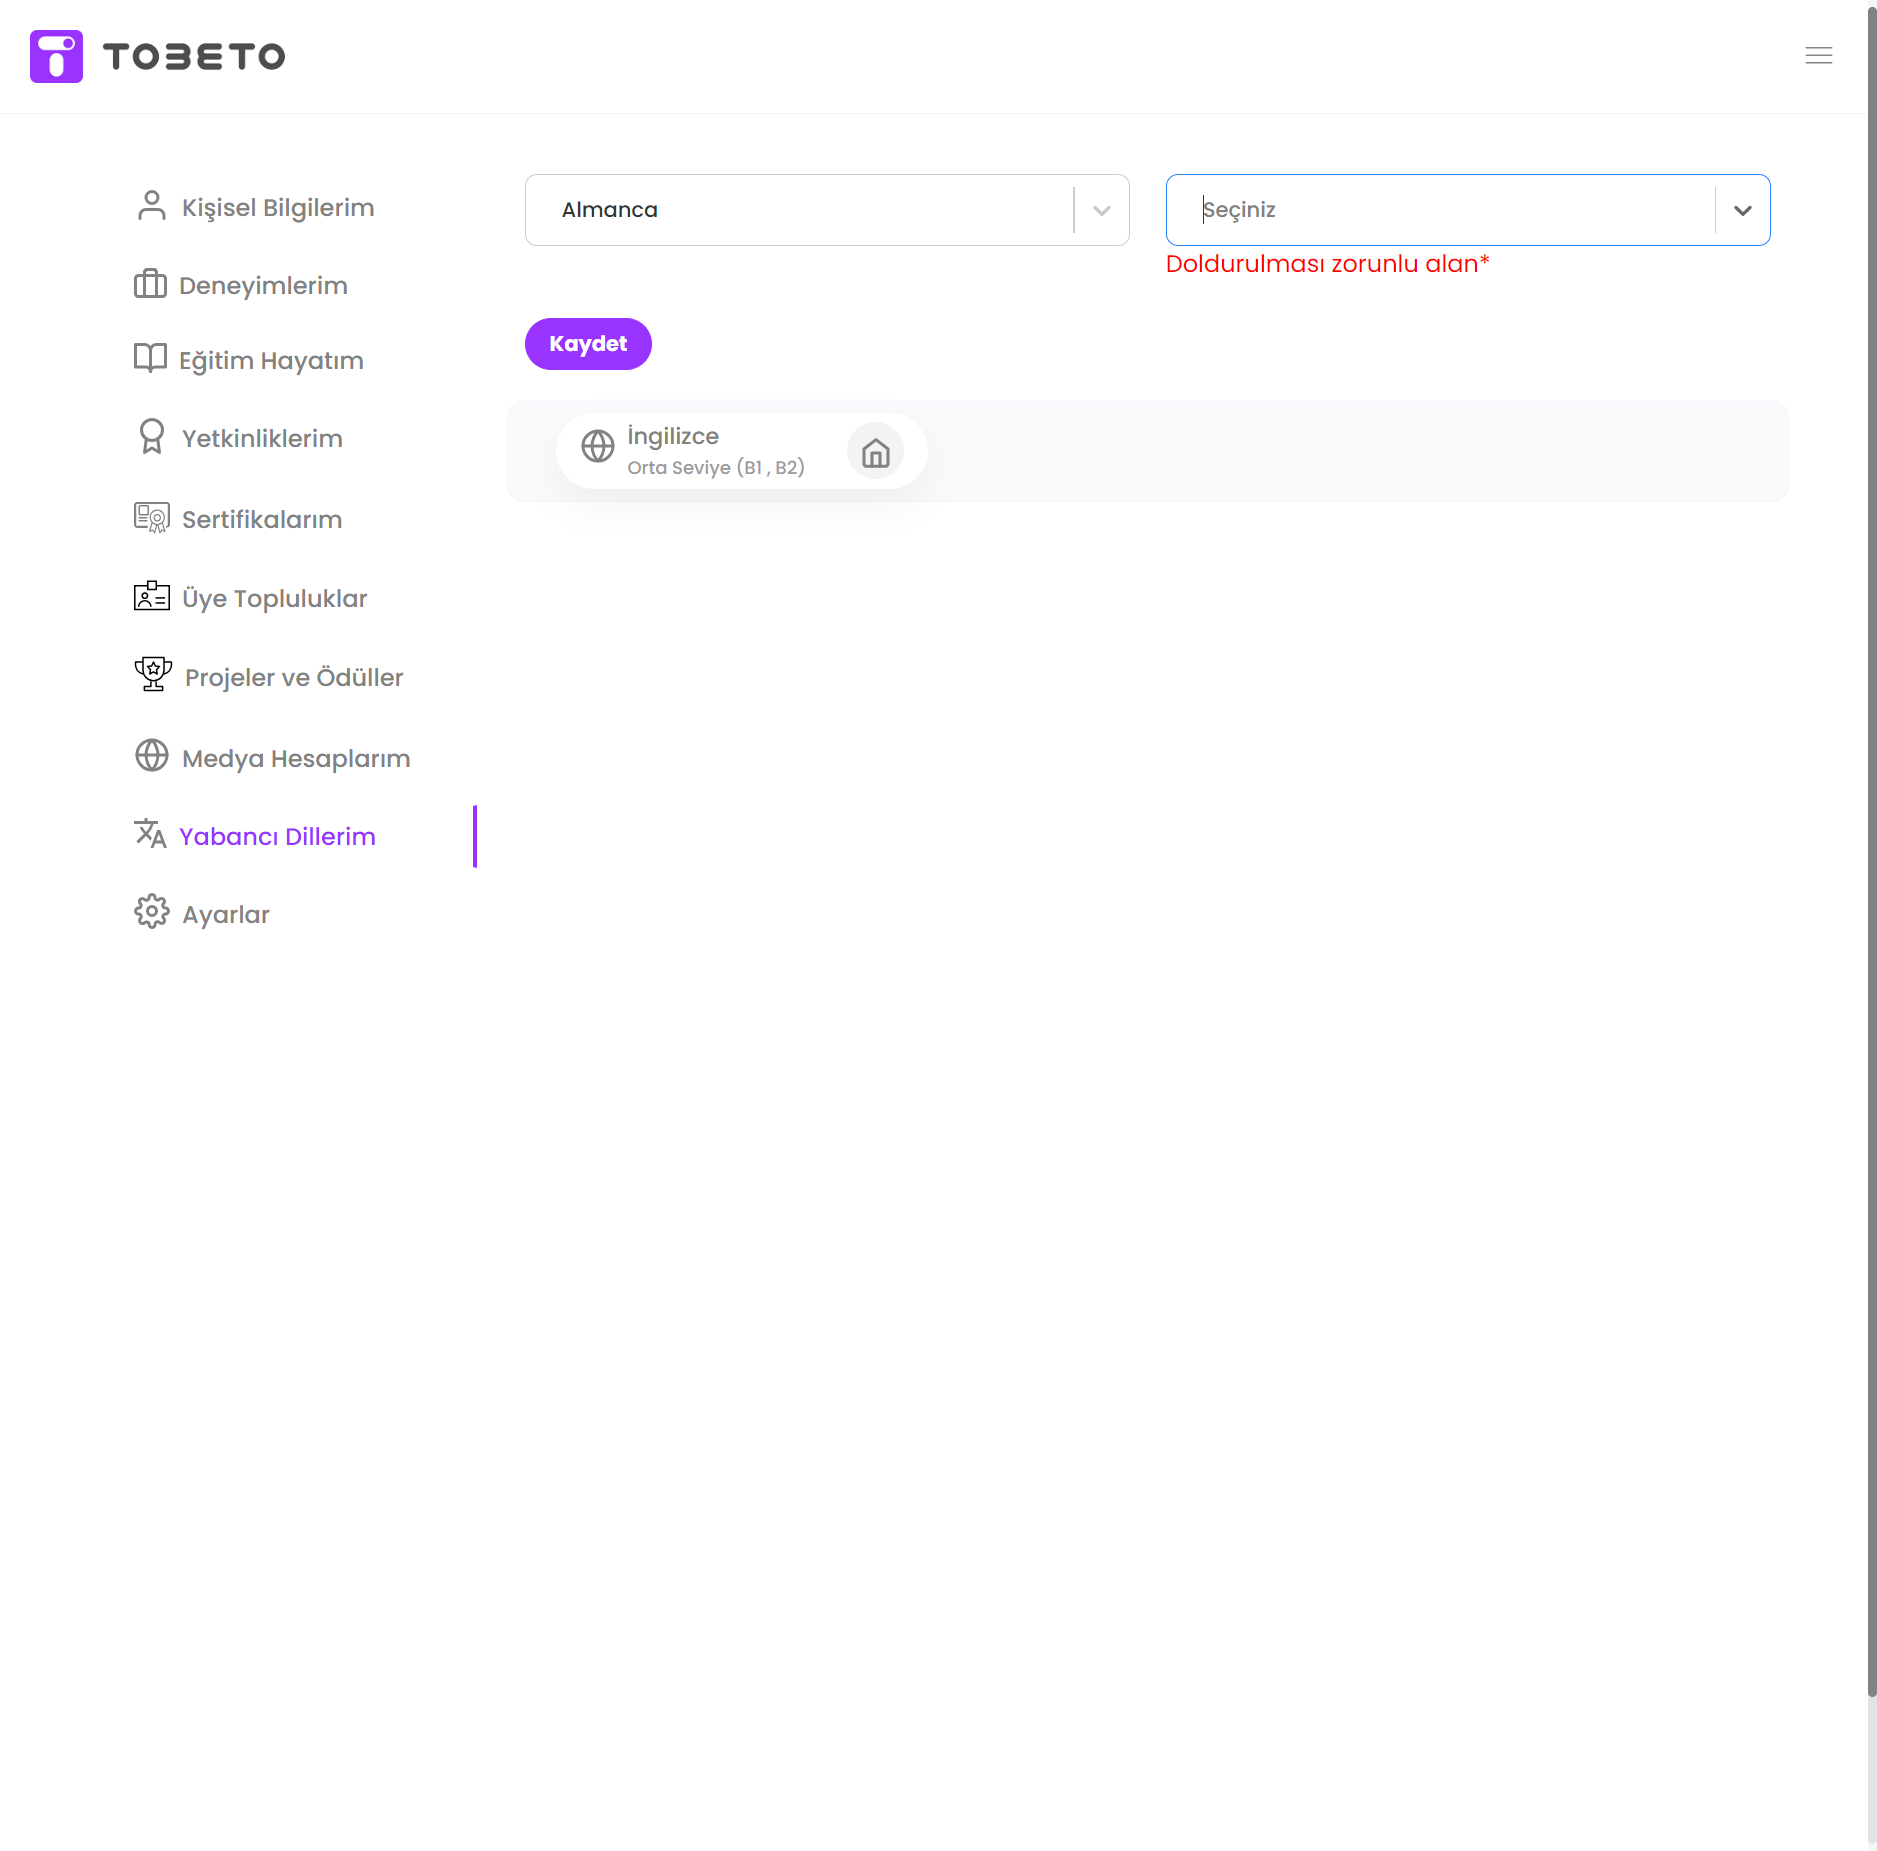 TOBETO
Kişisel Bilgilerim
Deneyimlerim
Eğitim Hayatım
Yetkinliklerim
Sertifikalarım
Üye Topluluklar
Projeler ve Ödüller
Medya Hesaplarım
Yabancı Dillerim
Ayarlar
Almanca
Seçiniz
Doldurulması zorunlu alan*
Kaydet
İngilizce
Orta Seviye (B1 , B2)